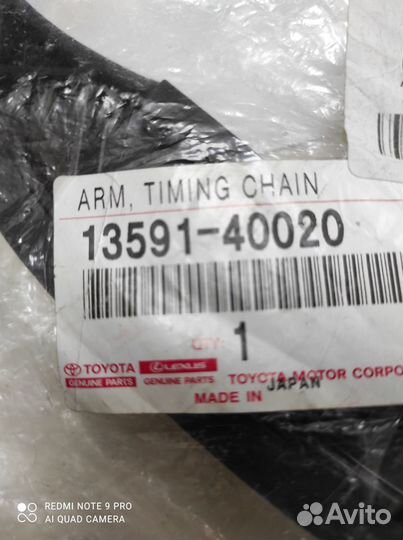 ARM, TIMING CHAIN
13591-40020
QTY. 1
TOYOTA LEXUS
GENUINE PARTS GENUINE PARTS TOYOTA MOTOR CORPO
MADE IN JAPAN
REDMI NOTE 9 PRO
AI QUAD CAMERA
Avito